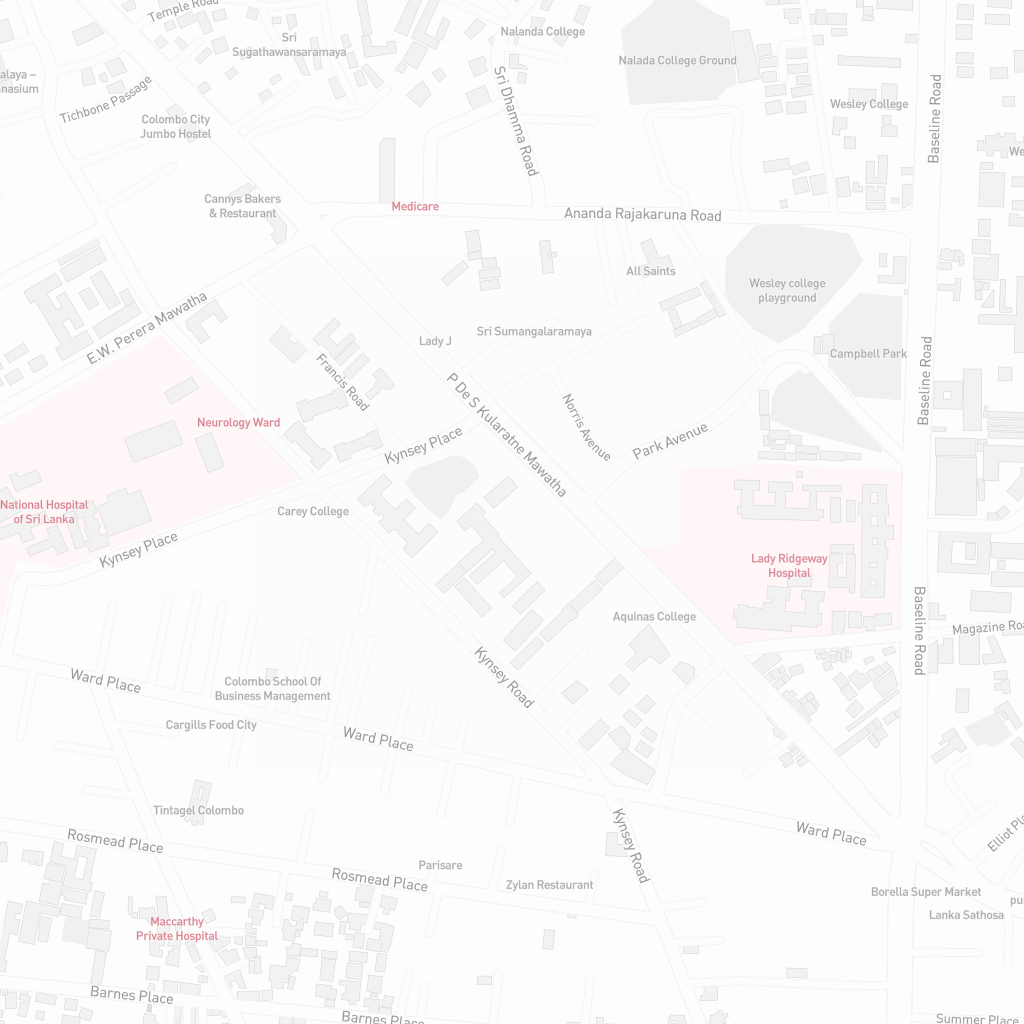 Temple Road
Nalanda College
Sri
Sugathawansaramaya
Nalada College Ground
alaya –
nasium
Tichbone Passage
Sri Dhamma Road
Wesley College
Baseline Road
Colombo City
Jumbo Hostel
We
Cannys Bakers
& Restaurant
Medicare
Ananda Rajakaruna Road
All Saints
Wesley college
playground
E.W. Perera Mawatha
Sri Sumangalaramaya
Lady J
Campbell Park
Francis Road
Baseline Road
P De S Kularatne Mawatha
Norris Avenue
Neurology Ward
Kynsey Place
Park Avenue
National Hospital
of Sri Lanka
Carey College
Kynsey Place
Lady Ridgeway
Hospital
Aquinas College
Baseline Road
Magazine Roa
Ward Place
Colombo School Of
Business Management
Kynsey Road
Cargills Food City
Ward Place
Tintagel Colombo
Rosmead Place
Kynsey Road
Ward Place
Elliot Pl
Parisare
Rosmead Place
Zylan Restaurant
Borella Super Market
pu
Lanka Sathosa
Maccarthy
Private Hospital
Barnes Place
Barnes Place
Summer Place